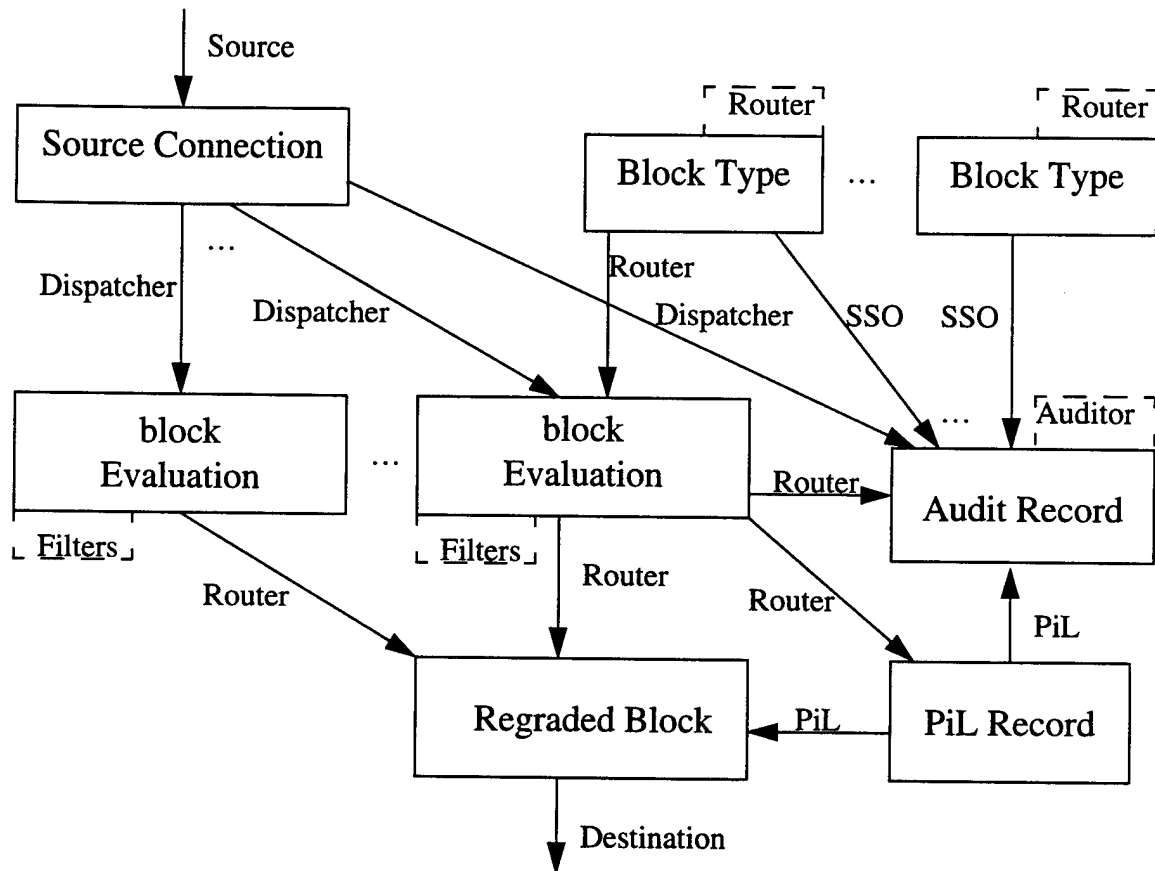 Source
Source Connection
Router
Router
Block Type
...
Block Type
...
Dispatcher
Dispatcher
Router
Dispatcher
SSO
SSO
block
Evaluation
...
block
Evaluation
...
Auditor
Filters
Filters
Router
Audit Record
Router
Router
Router
PiL
Regraded Block
PiL
PiL Record
Destination